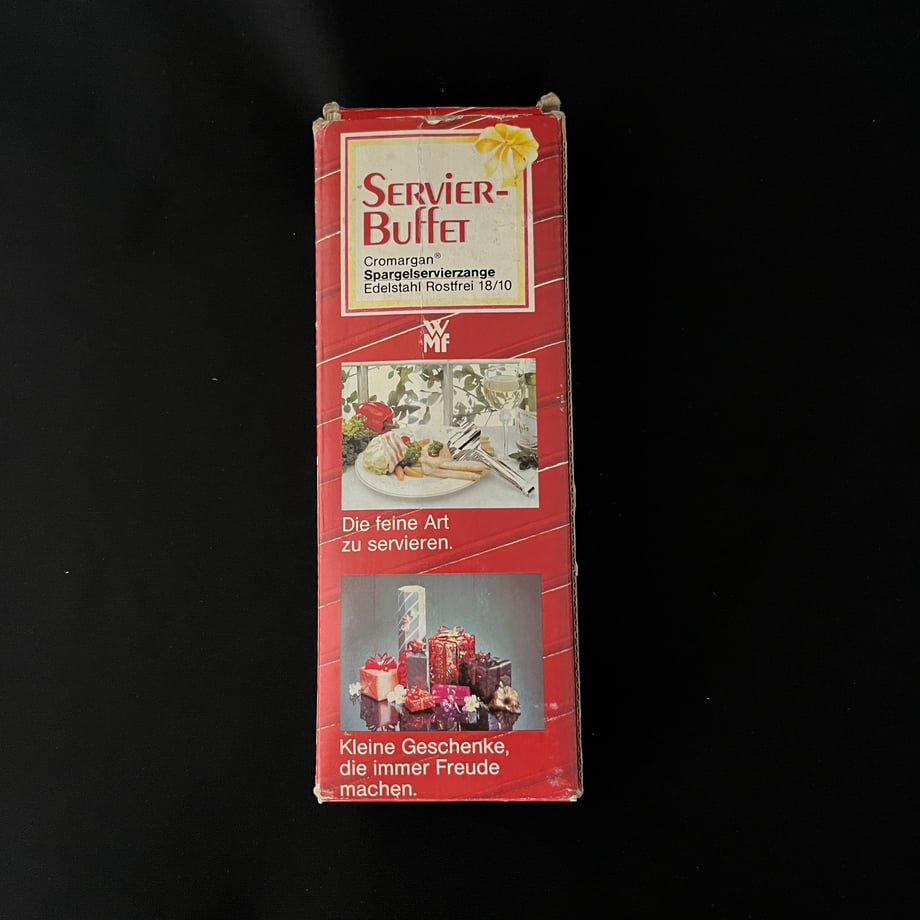 SERViER-
BuffET
Cromargan®
Spargelservierzange
Edelstahl Rostfrei 18/10
WMf
Die feine Art
zu servieren.
Kleine Geschenke,
die immer Freude
machen.